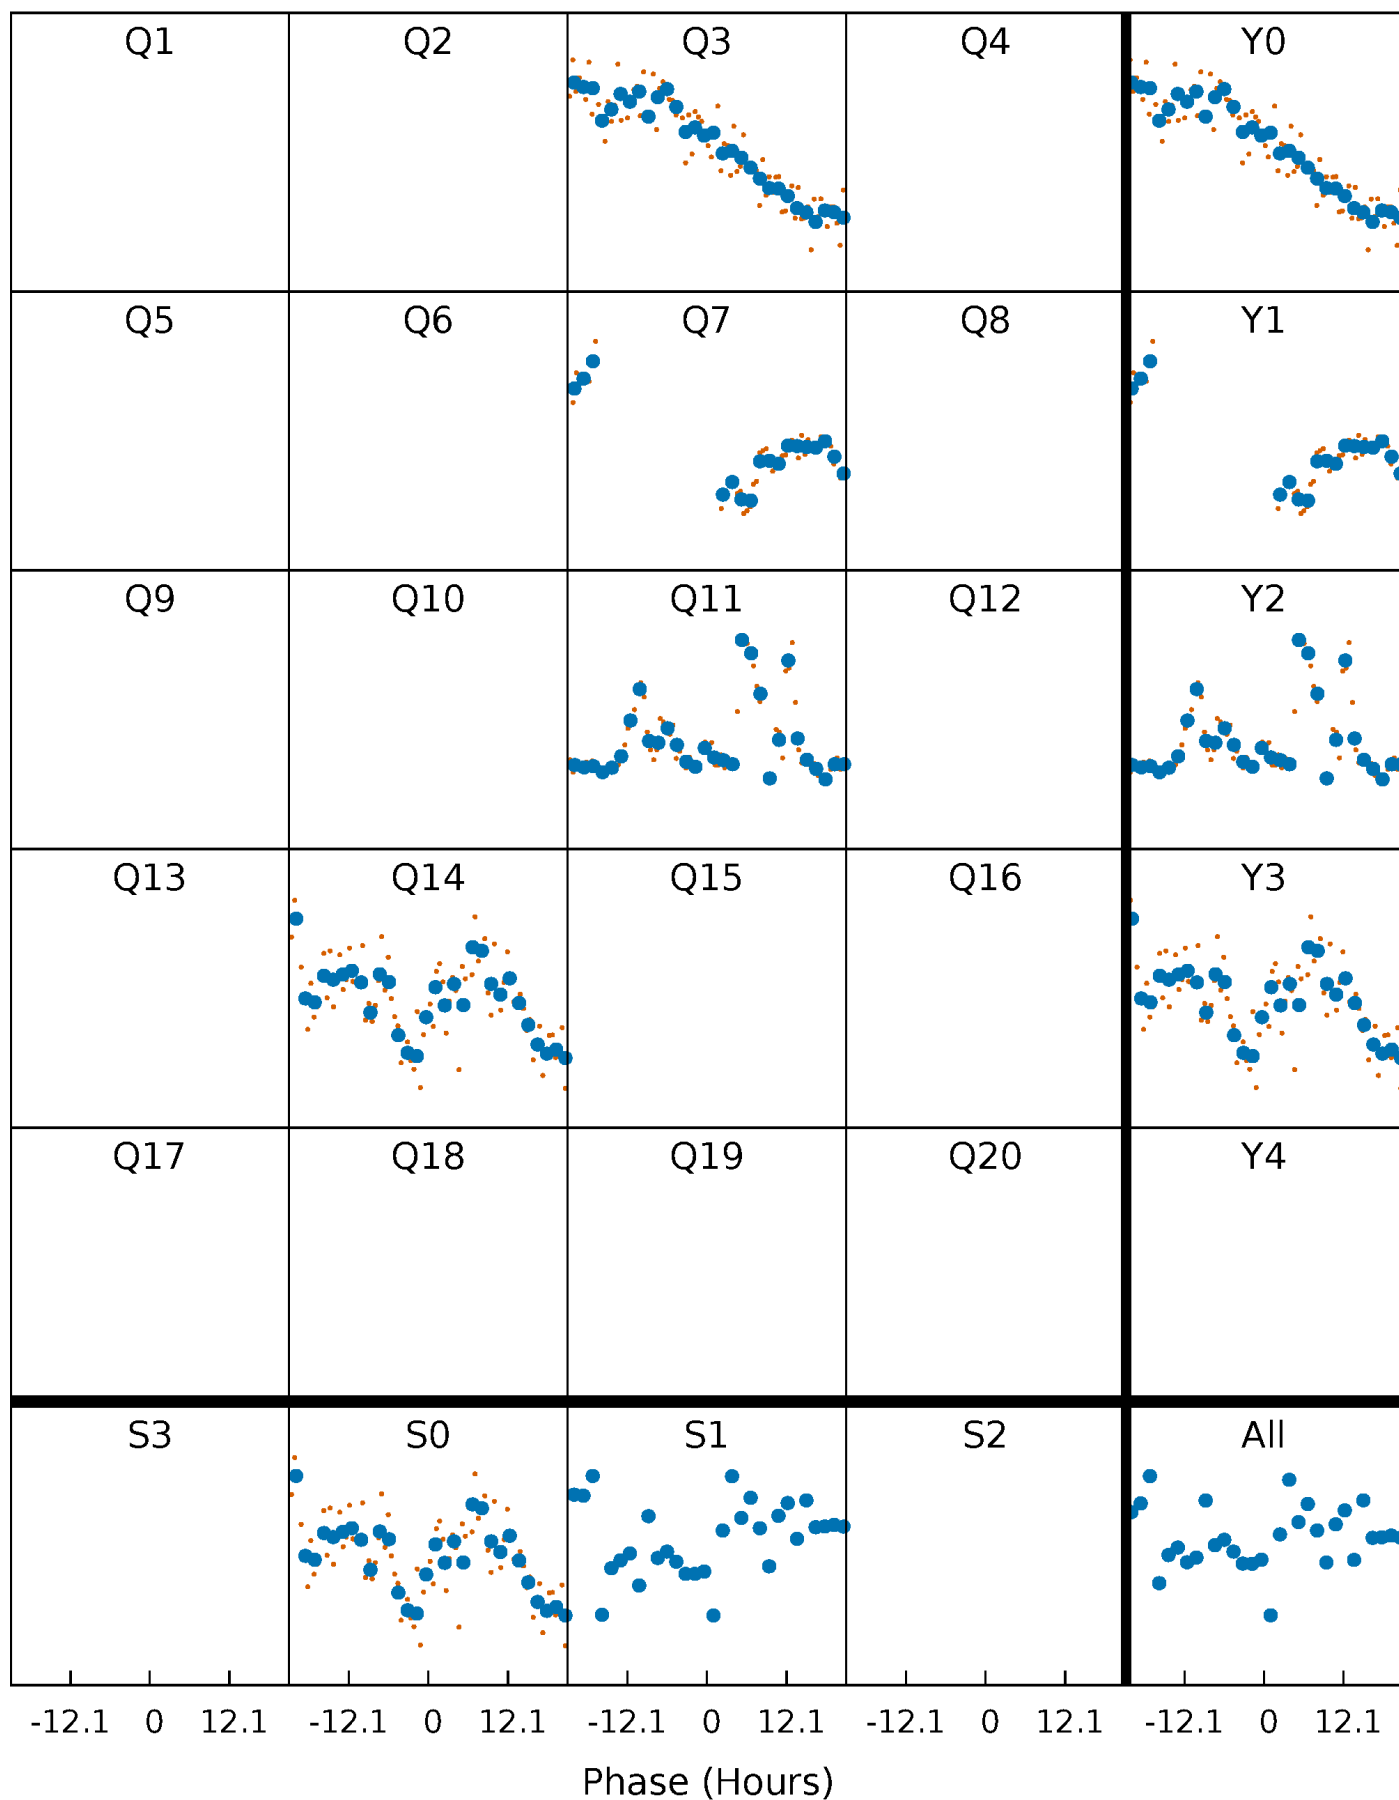 Q1 Q2 Q3 Q4 Y0
Q5 Q6 Q7 Q8 Y1
Q9 Q10 Q11 Q12 Y2
Q13 Q14 Q15 Q16 Y3
Q17 Q18 Q19 Q20 Y4
S3 S0 S1 S2 All
-12.1 0 12.1 -12.1 0 12.1 -12.1 0 12.1 -12.1 0 12.1 -12.1 0 12.1
Phase (Hours)